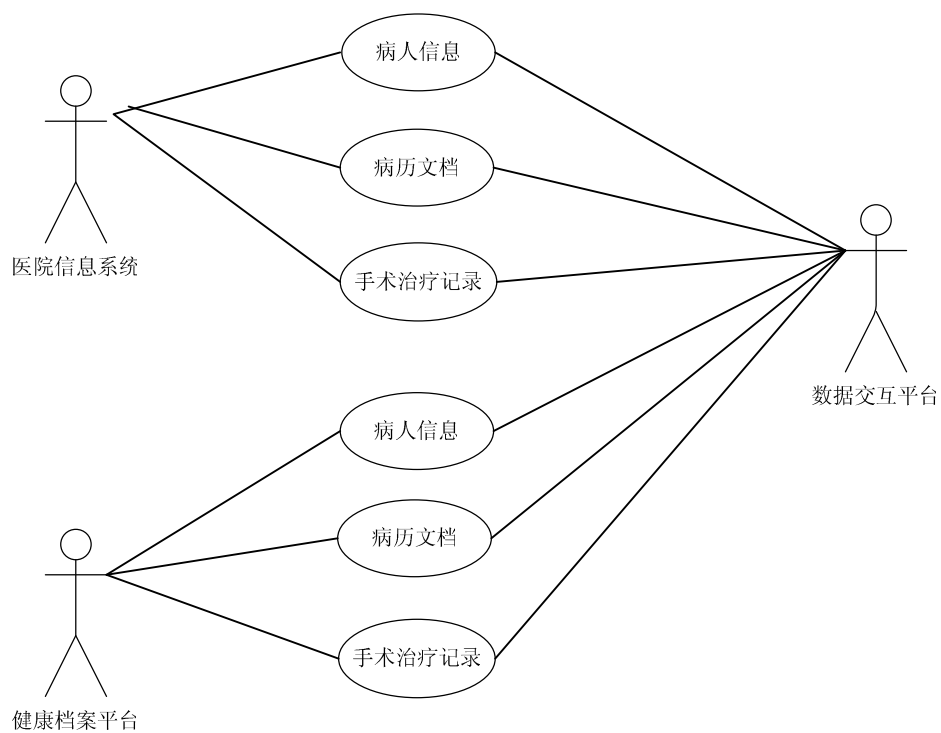 病人信息
病历文档
医院信息系统
手术治疗记录
数据交互平台
病人信息
病历文档
手术治疗记录
健康档案平台